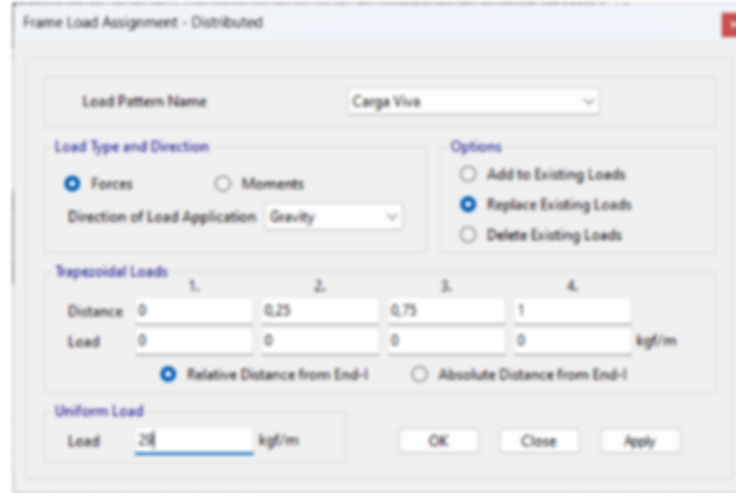 Frame Load Assignment - Distributed
Load Pattern Name Carga Viva
Load Type and Direction
Forces Moments
Direction of Load Application Gravity
Options
Add to Existing Loads
Replace Existing Loads
Delete Existing Loads
Trapezoidal Loads
1. 2. 3. 4.
Distance 0 0,25 0,75 1
Load 0 0 0 0 kgf/m
Relative Distance from End-I Absolute Distance from End-I
Uniform Load
Load kgf/m
OK Close Apply